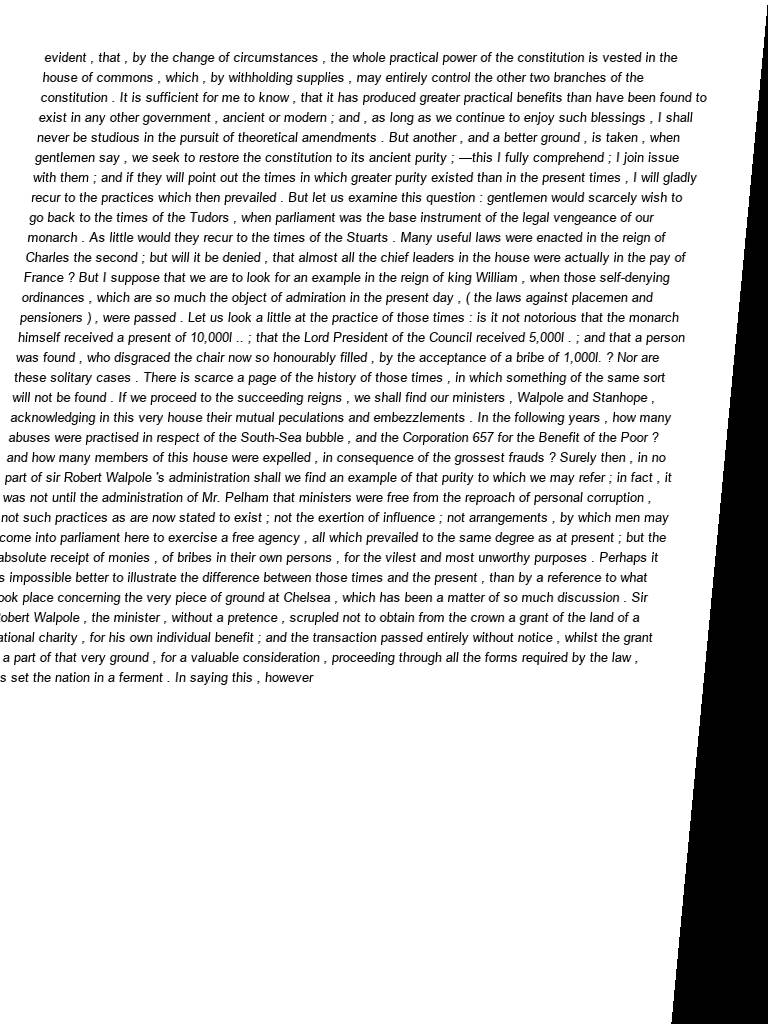 evident , that , by the change of circumstances , the whole practical power of the constitution is vested in the
house of commons , which , by withholding supplies , may entirely control the other two branches of the
constitution . It is sufficient for me to know , that it has produced greater practical benefits than have been found to
exist in any other government , ancient or modern ; and , as long as we continue to enjoy such blessings , I shall
never be studious in the pursuit of theoretical amendments . But another , and a better ground , is taken , when
gentlemen say , we seek to restore the constitution to its ancient purity ; —this I fully comprehend ; I join issue
with them ; and if they will point out the times in which greater purity existed than in the present times , I will gladly
recur to the practices which then prevailed . But let us examine this question : gentlemen would scarcely wish to
go back to the times of the Tudors , when parliament was the base instrument of the legal vengeance of our
monarch . As little would they recur to the times of the Stuarts . Many useful laws were enacted in the reign of
Charles the second ; but will it be denied , that almost all the chief leaders in the house were actually in the pay of
France ? But I suppose that we are to look for an example in the reign of king William , when those self-denying
ordinances , which are so much the object of admiration in the present day , ( the laws against placemen and
pensioners ) , were passed . Let us look a little at the practice of those times : is it not notorious that the monarch
himself received a present of 10,000l .. ; that the Lord President of the Council received 5,000l . ; and that a person
was found , who disgraced the chair now so honourably filled , by the acceptance of a bribe of 1,000l. ? Nor are
these solitary cases . There is scarce a page of the history of those times , in which something of the same sort
will not be found . If we proceed to the succeeding reigns , we shall find our ministers , Walpole and Stanhope ,
acknowledging in this very house their mutual peculations and embezzlements . In the following years , how many
abuses were practised in respect of the South-Sea bubble , and the Corporation 657 for the Benefit of the Poor ?
and how many members of this house were expelled , in consequence of the grossest frauds ? Surely then , in no
part of sir Robert Walpole 's administration shall we find an example of that purity to which we may refer ; in fact , it
was not until the administration of Mr. Pelham that ministers were free from the reproach of personal corruption ,
not such practices as are now stated to exist ; not the exertion of influence ; not arrangements , by which men may
come into parliament here to exercise a free agency , all which prevailed to the same degree as at present ; but the
absolute receipt of monies , of bribes in their own persons , for the vilest and most unworthy purposes . Perhaps it
s impossible better to illustrate the difference between those times and the present , than by a reference to what
ook place concerning the very piece of ground at Chelsea , which has been a matter of so much discussion . Sir
obert Walpole , the minister , without a pretence , scrupled not to obtain from the crown a grant of the land of a
ational charity , for his own individual benefit ; and the transaction passed entirely without notice , whilst the grant
a part of that very ground , for a valuable consideration , proceeding through all the forms required by the law ,
s set the nation in a ferment . In saying this , however